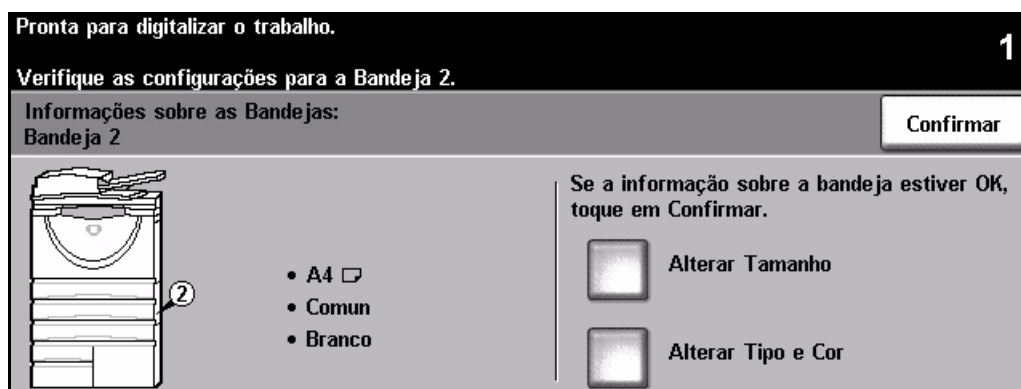 Pronta para digitalizar o trabalho.
1
Verifique as configurações para a Bandeja 2.
Informações sobre as Bandejas:
Bandeja 2
Confirmar
2
• A4
• Comun
• Branco
Se a informação sobre a bandeja estiver OK,
toque em Confirmar.
Alterar Tamanho
Alterar Tipo e Cor